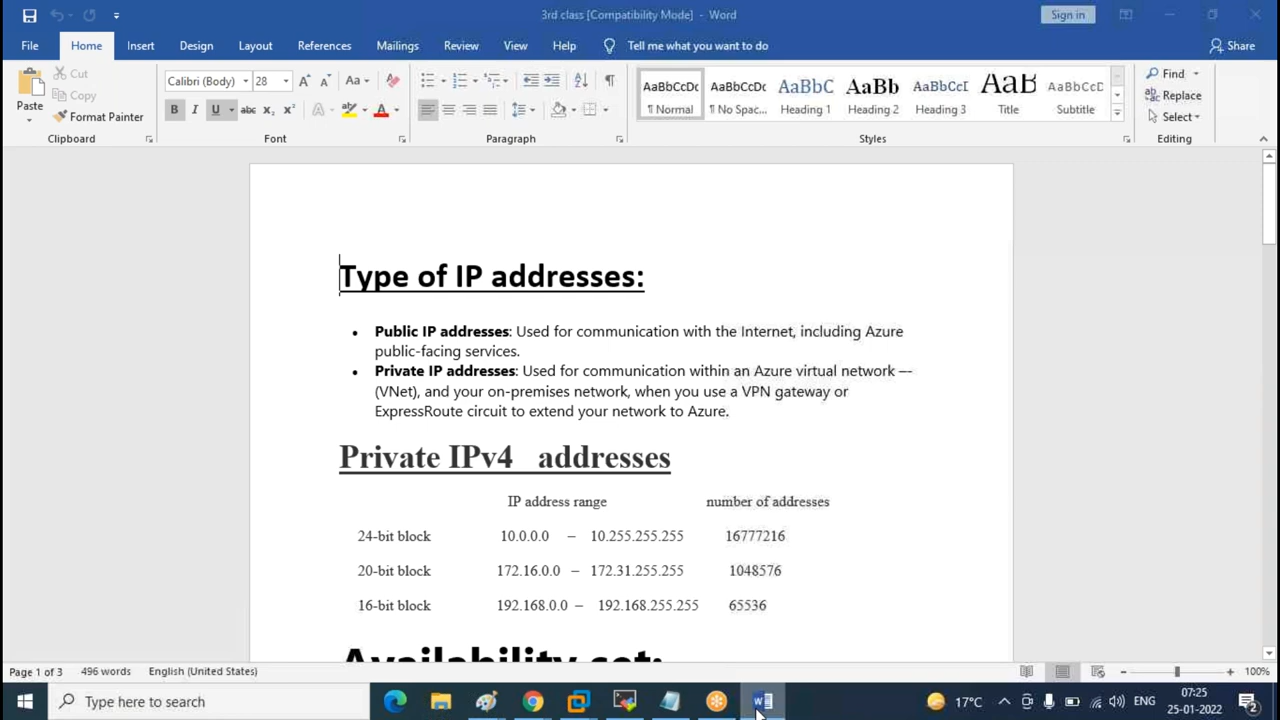 3rd class [Compatibility Mode] - Word
Sign in
File Home Insert Design Layout References Mailings Review View Help Tell me what you want to do Share
Paste
Cut
Copy
Format Painter
Clipboard
Calibri (Body) 28
Font
Paragraph
AaBbCcDc AaBbCcDc AaBbC AaBb AaBbCcI AaB AaBbCcD
¶ Normal ¶ No Spac... Heading 1 Heading 2 Heading 3 Title Subtitle
Styles
Find
Replace
Select
Editing
Type of IP addresses:
• Public IP addresses: Used for communication with the Internet, including Azure
public-facing services.
• Private IP addresses: Used for communication within an Azure virtual network –-
(VNet), and your on-premises network, when you use a VPN gateway or
ExpressRoute circuit to extend your network to Azure.
Private IPv4 addresses
IP address range number of addresses
24-bit block 10.0.0.0 – 10.255.255.255 16777216
20-bit block 172.16.0.0 – 172.31.255.255 1048576
16-bit block 192.168.0.0 – 192.168.255.255 65536
Availability set:
Page 1 of 3 496 words English (United States) 100%
Type here to search
17°C ENG
07:25
25-01-2022
2